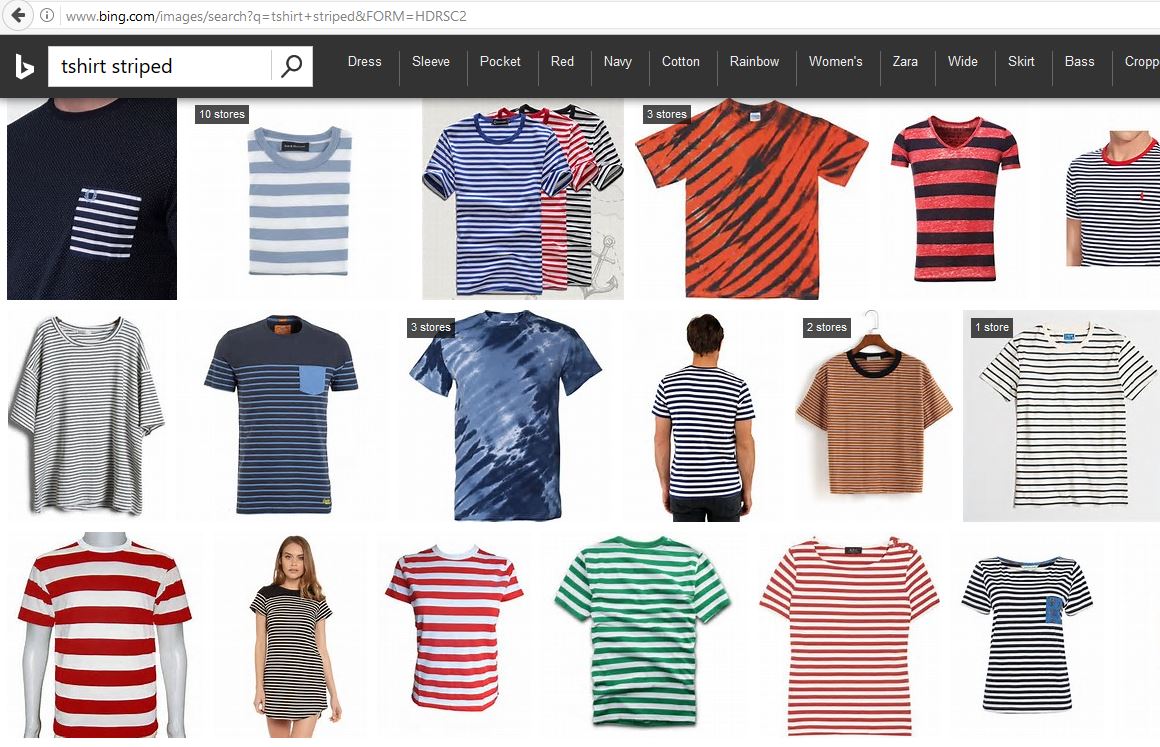 www.bing.com/images/search?q=tshirt+striped&FORM=HDRSC2
tshirt striped
Dress Sleeve Pocket Red Navy Cotton Rainbow Women's Zara Wide Skirt Bass Cropp
10 stores
3 stores
3 stores
2 stores
1 store